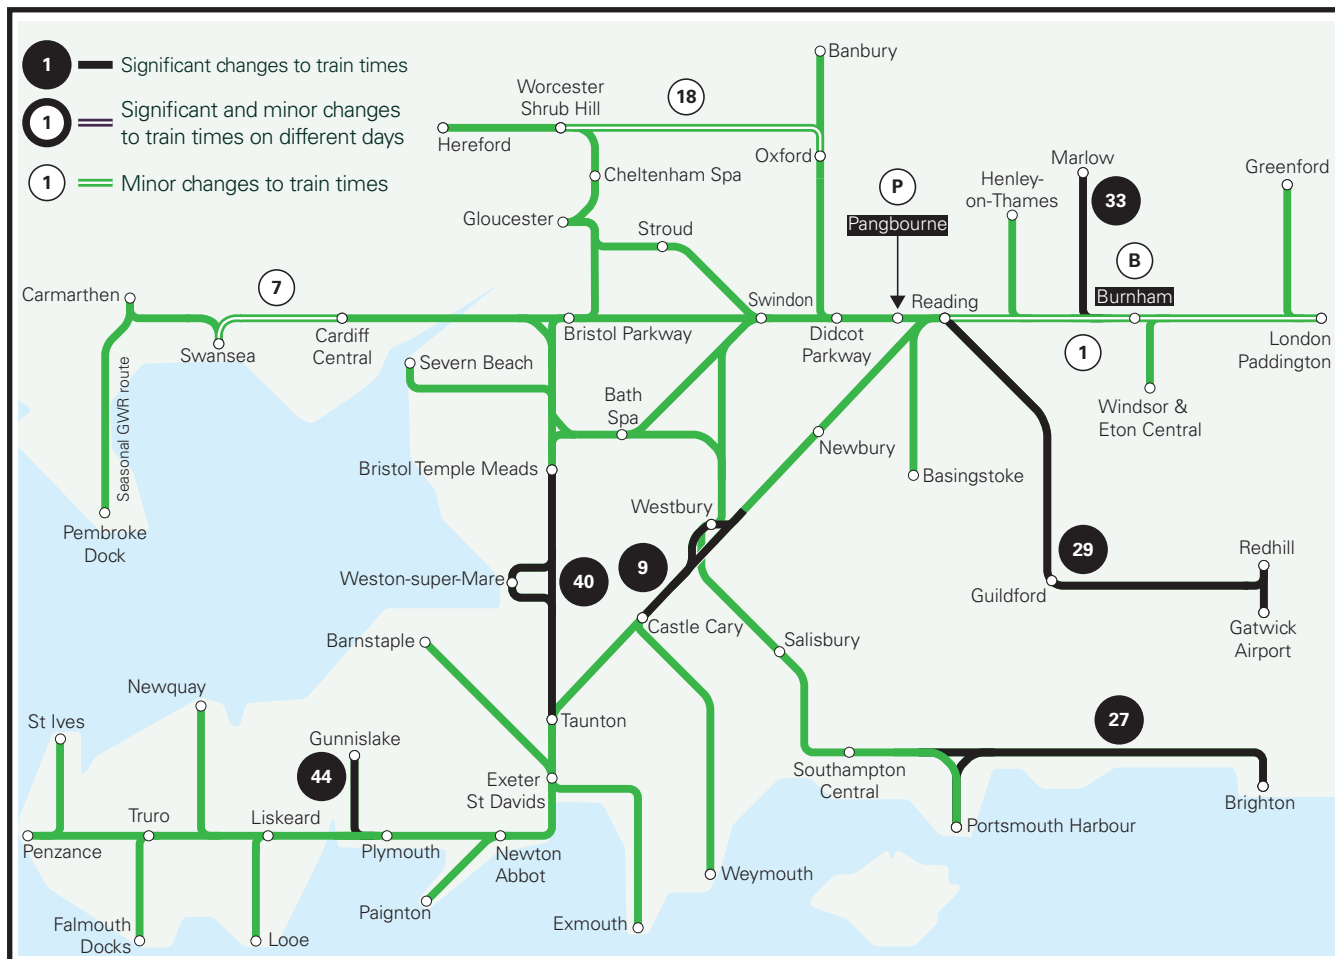 1 Significant changes to train times
1 Significant and minor changes
to train times on different days
1 Minor changes to train times
Banbury
Worcester
Shrub Hill
18
Hereford
Oxford
Cheltenham Spa
Gloucester
Stroud
P
Pangbourne
Henley-
on-Thames
Marlow
33
Greenford
B
Burnham
Carmarthen
7
Swansea
Cardiff
Central
Bristol Parkway
Swindon
Didcot
Parkway
Reading
1
London
Paddington
Severn Beach
Seasonal GWR route
Bath
Spa
Windsor &
Eton Central
Newbury
Basingstoke
Bristol Temple Meads
Pembroke
Dock
Westbury
Weston-super-Mare
40
9
29
Redhill
Guildford
Gatwick
Airport
Castle Cary
Barnstaple
Salisbury
Newquay
St Ives
Gunnislake
44
Taunton
27
Exeter
St Davids
Southampton
Central
Brighton
Penzance
Truro
Liskeard
Plymouth
Newton
Abbot
Portsmouth Harbour
Weymouth
Falmouth
Docks
Looe
Paignton
Exmouth